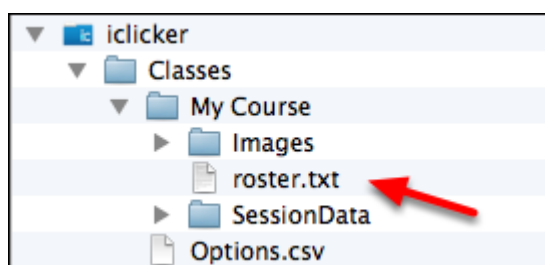 iclicker
Classes
My Course
Images
roster.txt
SessionData
Options.csv